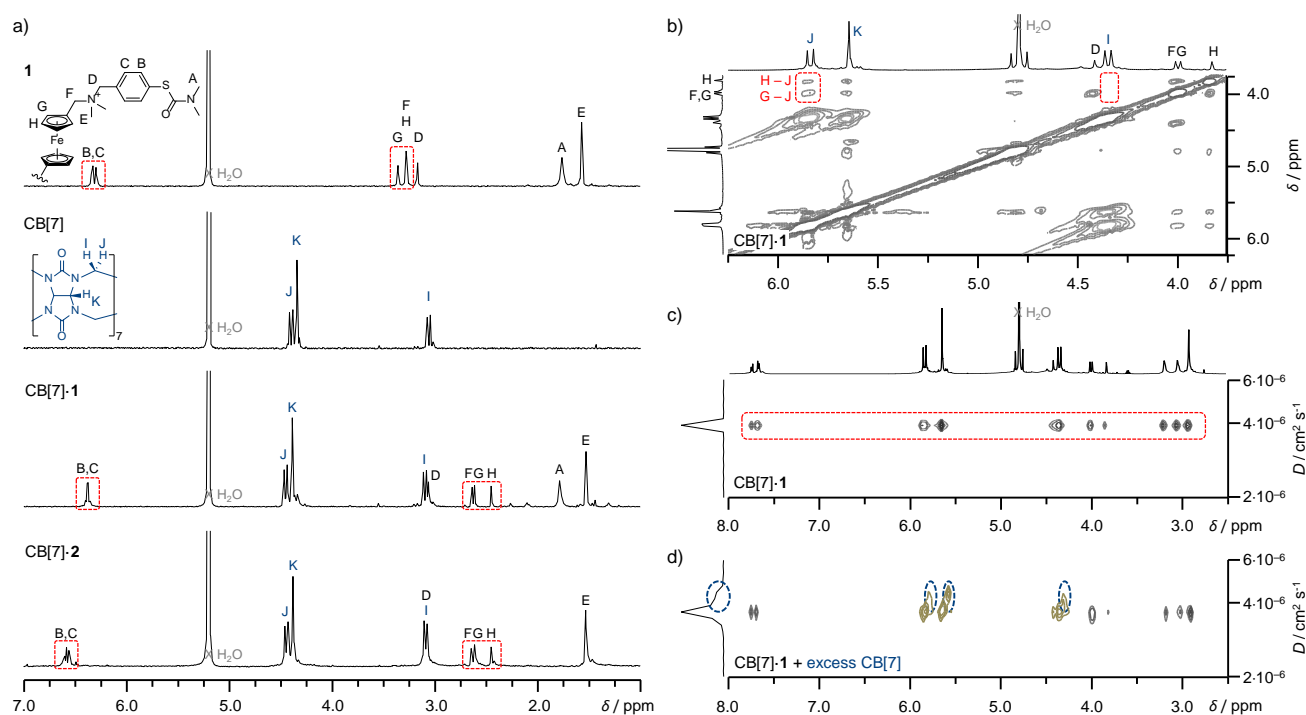 a)
1
D
C
B
A
F
N+
S
N
O
G
E
H
Fe
B,C
X H₂O
G
F
H
D
A
E
CB[7]
I
J
H
H
O
N
N
H
K
N
N
O
7
J
K
X H₂O
I
CB[7]·1
B,C
X H₂O
J
K
I
D
FG
H
A
E
CB[7]·2
B,C
X H₂O
J
K
D
I
FG
H
E
7.0 6.0 5.0 4.0 3.0 2.0 δ / ppm
b)
J
K
X H₂O
D
I
FG
H
H
F,G
H – J
G – J
4.0
5.0
6.0
δ / ppm
CB[7]·1
6.0 5.5 5.0 4.5 4.0 δ / ppm
c)
X H₂O
6·10⁻⁶
4·10⁻⁶
2·10⁻⁶
D / cm² s⁻¹
CB[7]·1
8.0 7.0 6.0 5.0 4.0 3.0 δ / ppm
d)
6·10⁻⁶
4·10⁻⁶
2·10⁻⁶
D / cm² s⁻¹
CB[7]·1 + excess CB[7]
8.0 7.0 6.0 5.0 4.0 3.0 δ / ppm